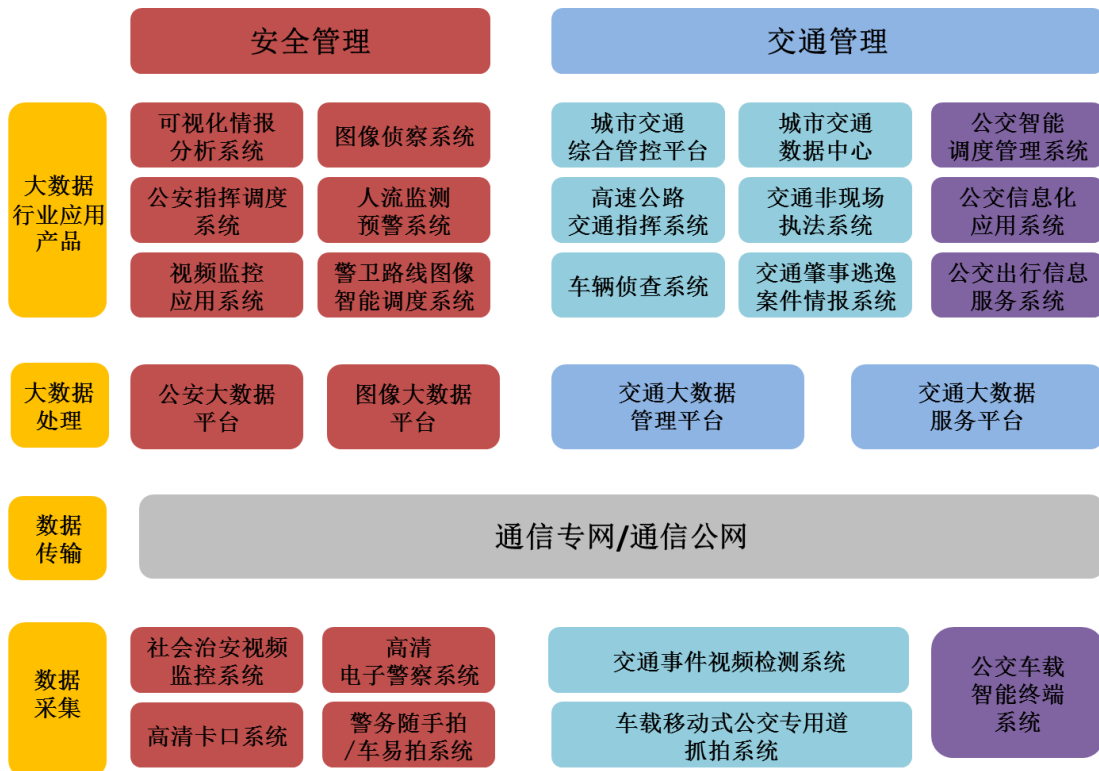 安全管理
交通管理
大数据
行业应用
产品
可视化情报
分析系统
图像侦察系统
城市交通
综合管控平台
城市交通
数据中心
公交智能
调度管理系统
公安指挥调度
系统
人流监测
预警系统
高速公路
交通指挥系统
交通非现场
执法系统
公交信息化
应用系统
视频监控
应用系统
警卫路线图像
智能调度系统
车辆侦查系统
交通肇事逃逸
案件情报系统
公交出行信息
服务系统
大数据
处理
公安大数据
平台
图像大数据
平台
交通大数据
管理平台
交通大数据
服务平台
数据
传输
通信专网/通信公网
数据
采集
社会治安视频
监控系统
高清
电子警察系统
交通事件视频检测系统
公交车载
智能终端
系统
高清卡口系统
警务随手拍
/车易拍系统
车载移动式公交专用道
抓拍系统